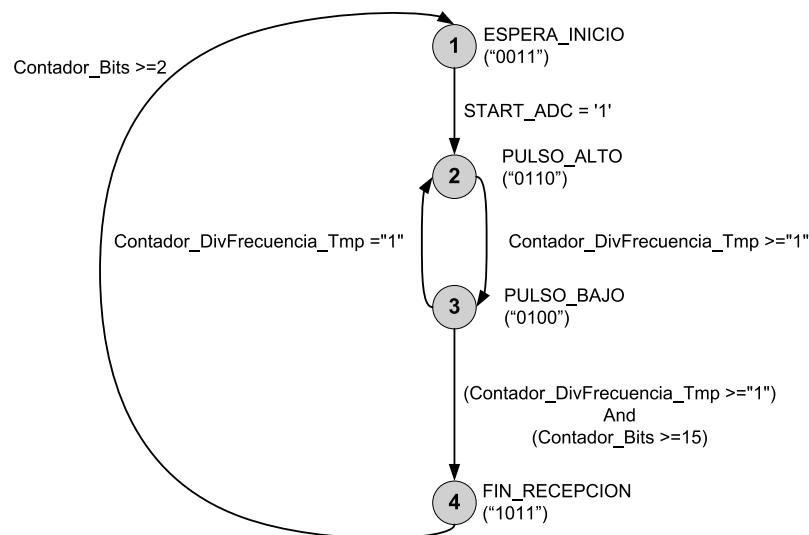 1
ESPERA_INICIO
(“0011”)
Contador_Bits >=2
START_ADC = '1'
2
PULSO_ALTO
(“0110”)
Contador_DivFrecuencia_Tmp ="1"
Contador_DivFrecuencia_Tmp >="1"
3
PULSO_BAJO
(“0100”)
(Contador_DivFrecuencia_Tmp >="1")
And
(Contador_Bits >=15)
4
FIN_RECEPCION
(“1011”)